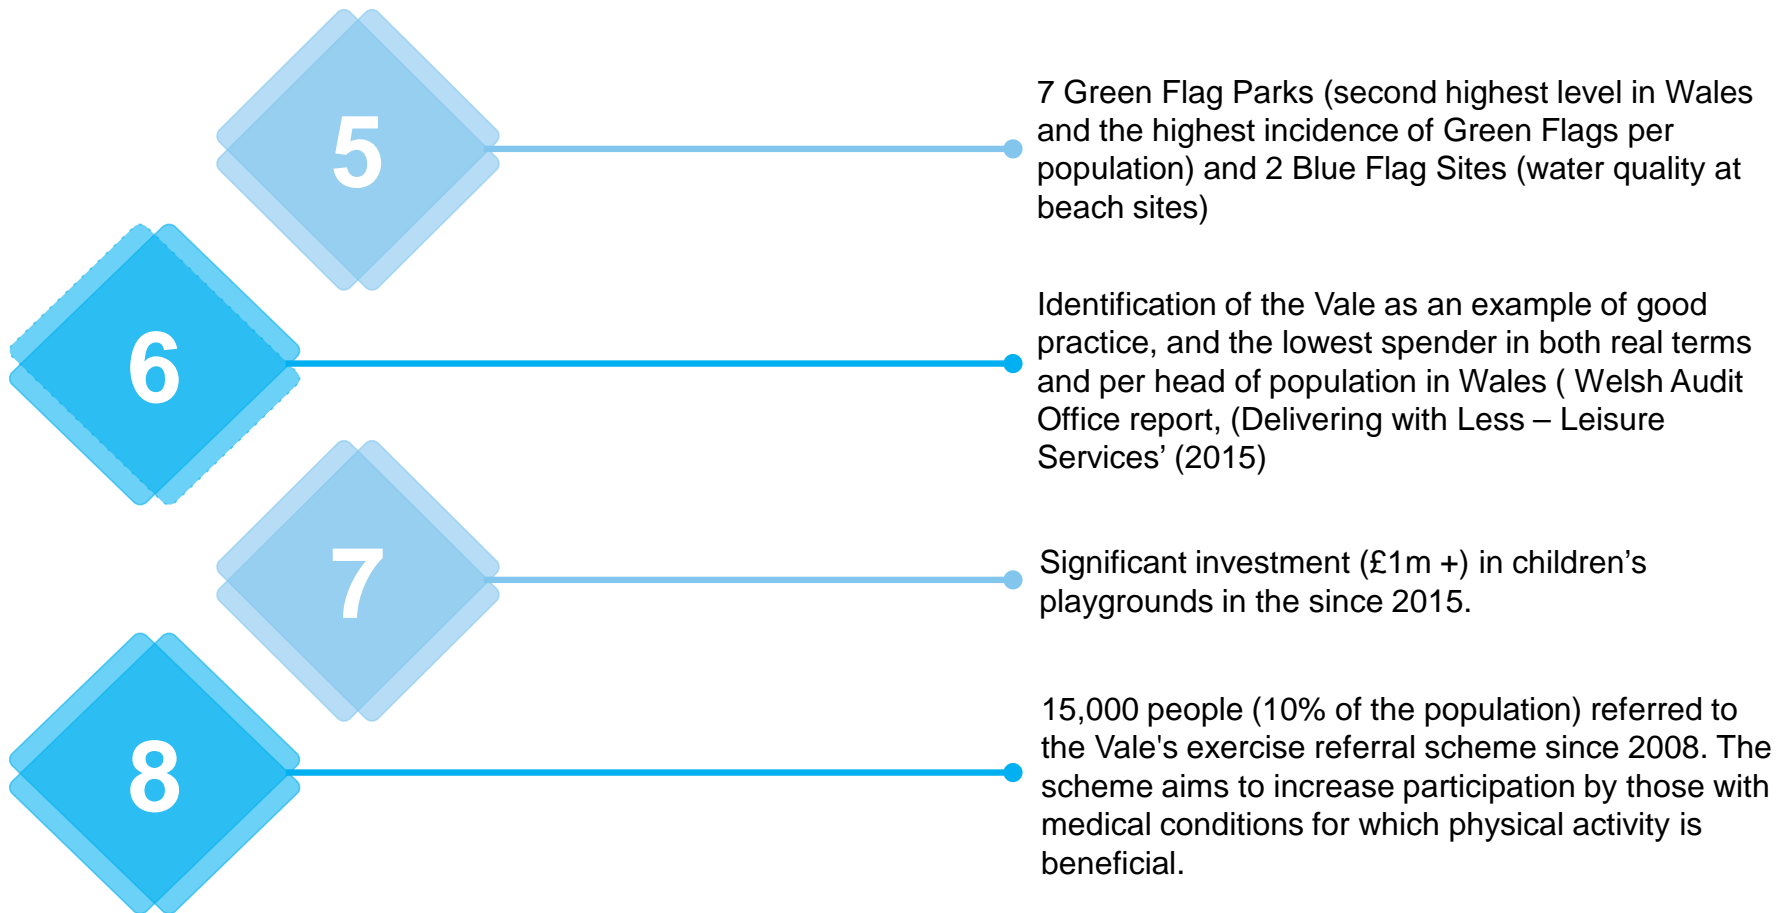 5
7 Green Flag Parks (second highest level in Wales
and the highest incidence of Green Flags per
population) and 2 Blue Flag Sites (water quality at
beach sites)
6
Identification of the Vale as an example of good
practice, and the lowest spender in both real terms
and per head of population in Wales ( Welsh Audit
Office report, (Delivering with Less – Leisure
Services’ (2015)
7
Significant investment (£1m +) in children’s
playgrounds in the since 2015.
8
15,000 people (10% of the population) referred to
the Vale's exercise referral scheme since 2008. The
scheme aims to increase participation by those with
medical conditions for which physical activity is
beneficial.